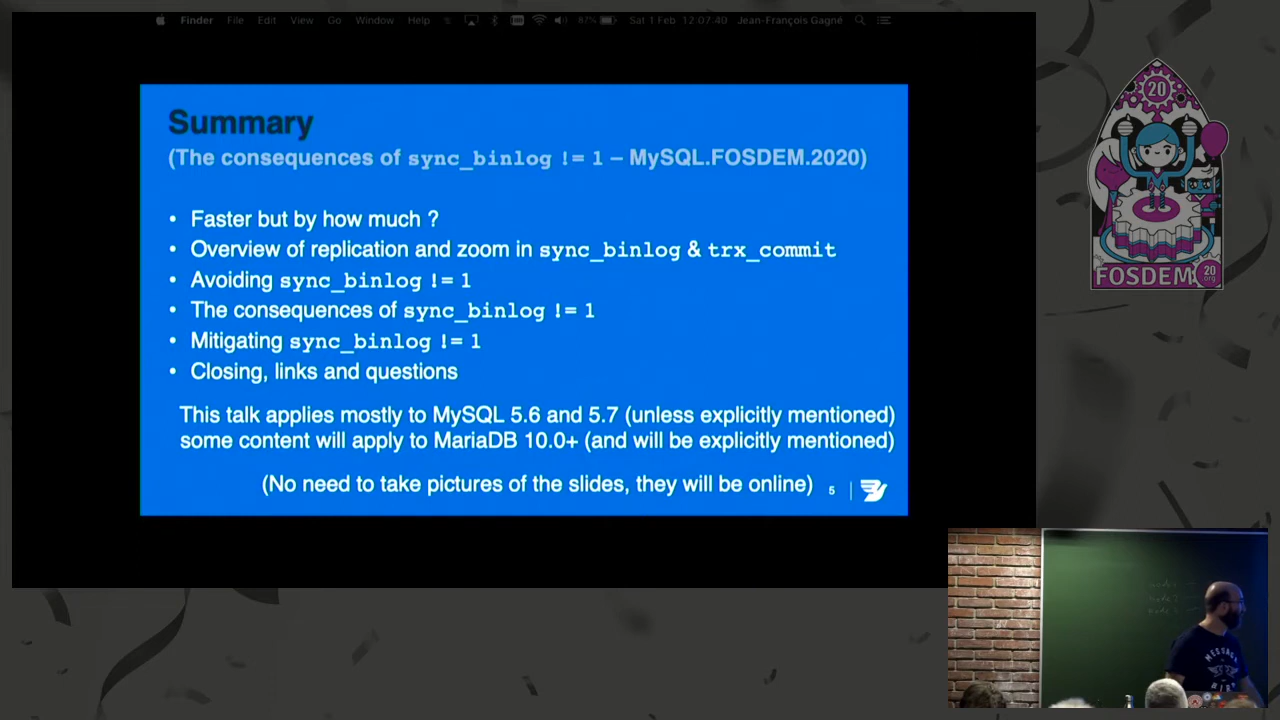 Finder File Edit View Go Window Help 87% Sat 1 Feb 12:07:40 Jean-François Gagné
Summary
(The consequences of sync_binlog != 1 – MySQL.FOSDEM.2020)
• Faster but by how much ?
• Overview of replication and zoom in sync_binlog & trx_commit
• Avoiding sync_binlog != 1
• The consequences of sync_binlog != 1
• Mitigating sync_binlog != 1
• Closing, links and questions
This talk applies mostly to MySQL 5.6 and 5.7 (unless explicitly mentioned)
some content will apply to MariaDB 10.0+ (and will be explicitly mentioned)
(No need to take pictures of the slides, they will be online) 5
20
FOSDEM 20
.org
MESSAGE
BIRD